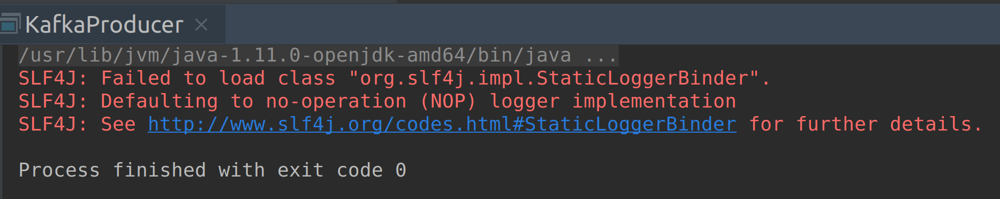 KafkaProducer
/usr/lib/jvm/java-1.11.0-openjdk-amd64/bin/java ...
SLF4J: Failed to load class "org.slf4j.impl.StaticLoggerBinder".
SLF4J: Defaulting to no-operation (NOP) logger implementation
SLF4J: See http://www.slf4j.org/codes.html#StaticLoggerBinder for further details.
Process finished with exit code 0